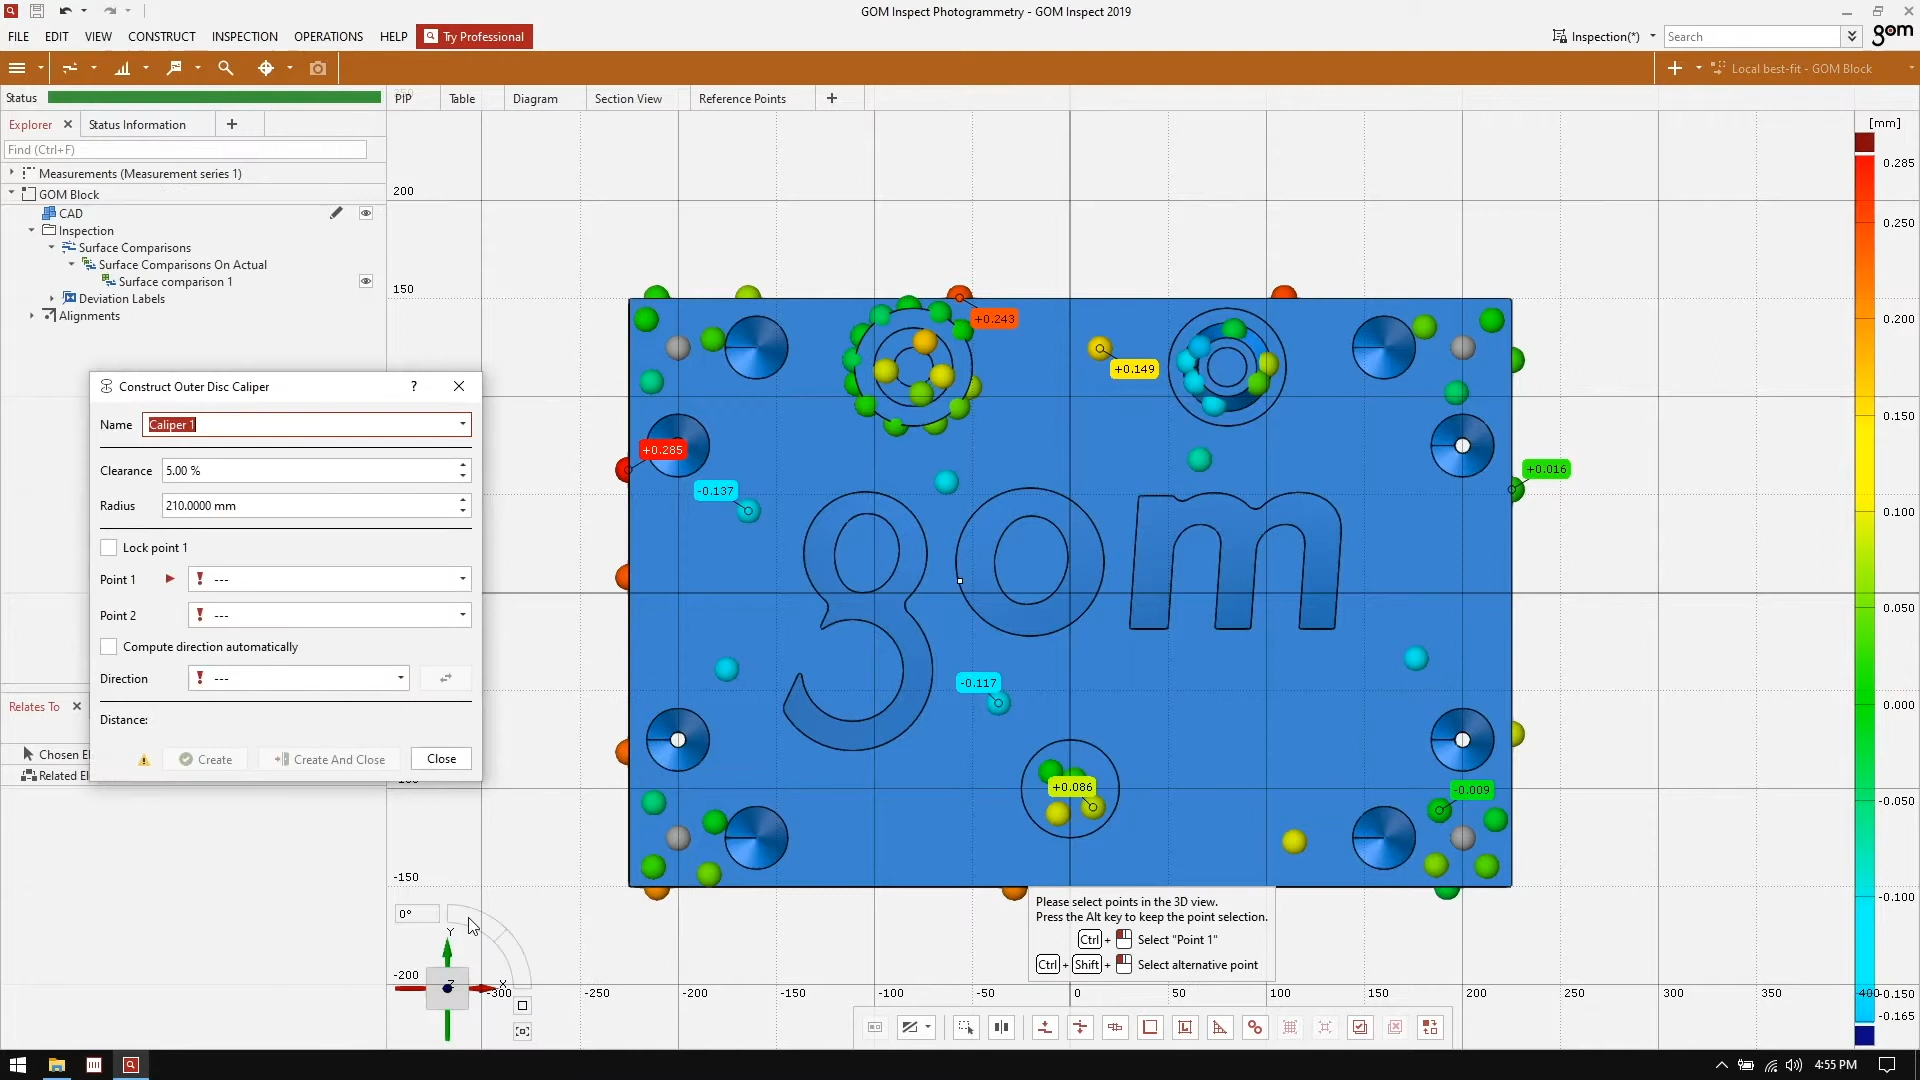 GOM Inspect Photogrammetry - GOM Inspect 2019
FILE EDIT VIEW CONSTRUCT INSPECTION OPERATIONS HELP Try Professional
Inspection(*) Search gom
Local best-fit - GOM Block
Status
PIP Table Diagram Section View Reference Points
Explorer Status Information
Find (Ctrl+F)
Measurements (Measurement series 1)
GOM Block
CAD
Inspection
Surface Comparisons
Surface Comparisons On Actual
Surface comparison 1
Deviation Labels
Alignments
Construct Outer Disc Caliper ?
Name Caliper 1
Clearance 5.00 %
Radius 210.0000 mm
Lock point 1
Point 1 ---
Point 2 ---
Compute direction automatically
Direction ---
Distance:
Create Create And Close Close
Relates To
Chosen El
Related El
200
150
-150
-200
+0.243
+0.149
+0.285
-0.137
+0.016
-0.117
+0.086
-0.009
gom
Please select points in the 3D view.
Press the Alt key to keep the point selection.
Ctrl + Select "Point 1"
Ctrl + Shift + Select alternative point
0°
Y
Z
X
-300 -250 -200 -150 -100 -50 0 50 100 150 200 250 300 350 400
[mm]
0.285
0.250
0.200
0.150
0.100
0.050
0.000
-0.050
-0.100
-0.150
-0.165
4:55 PM